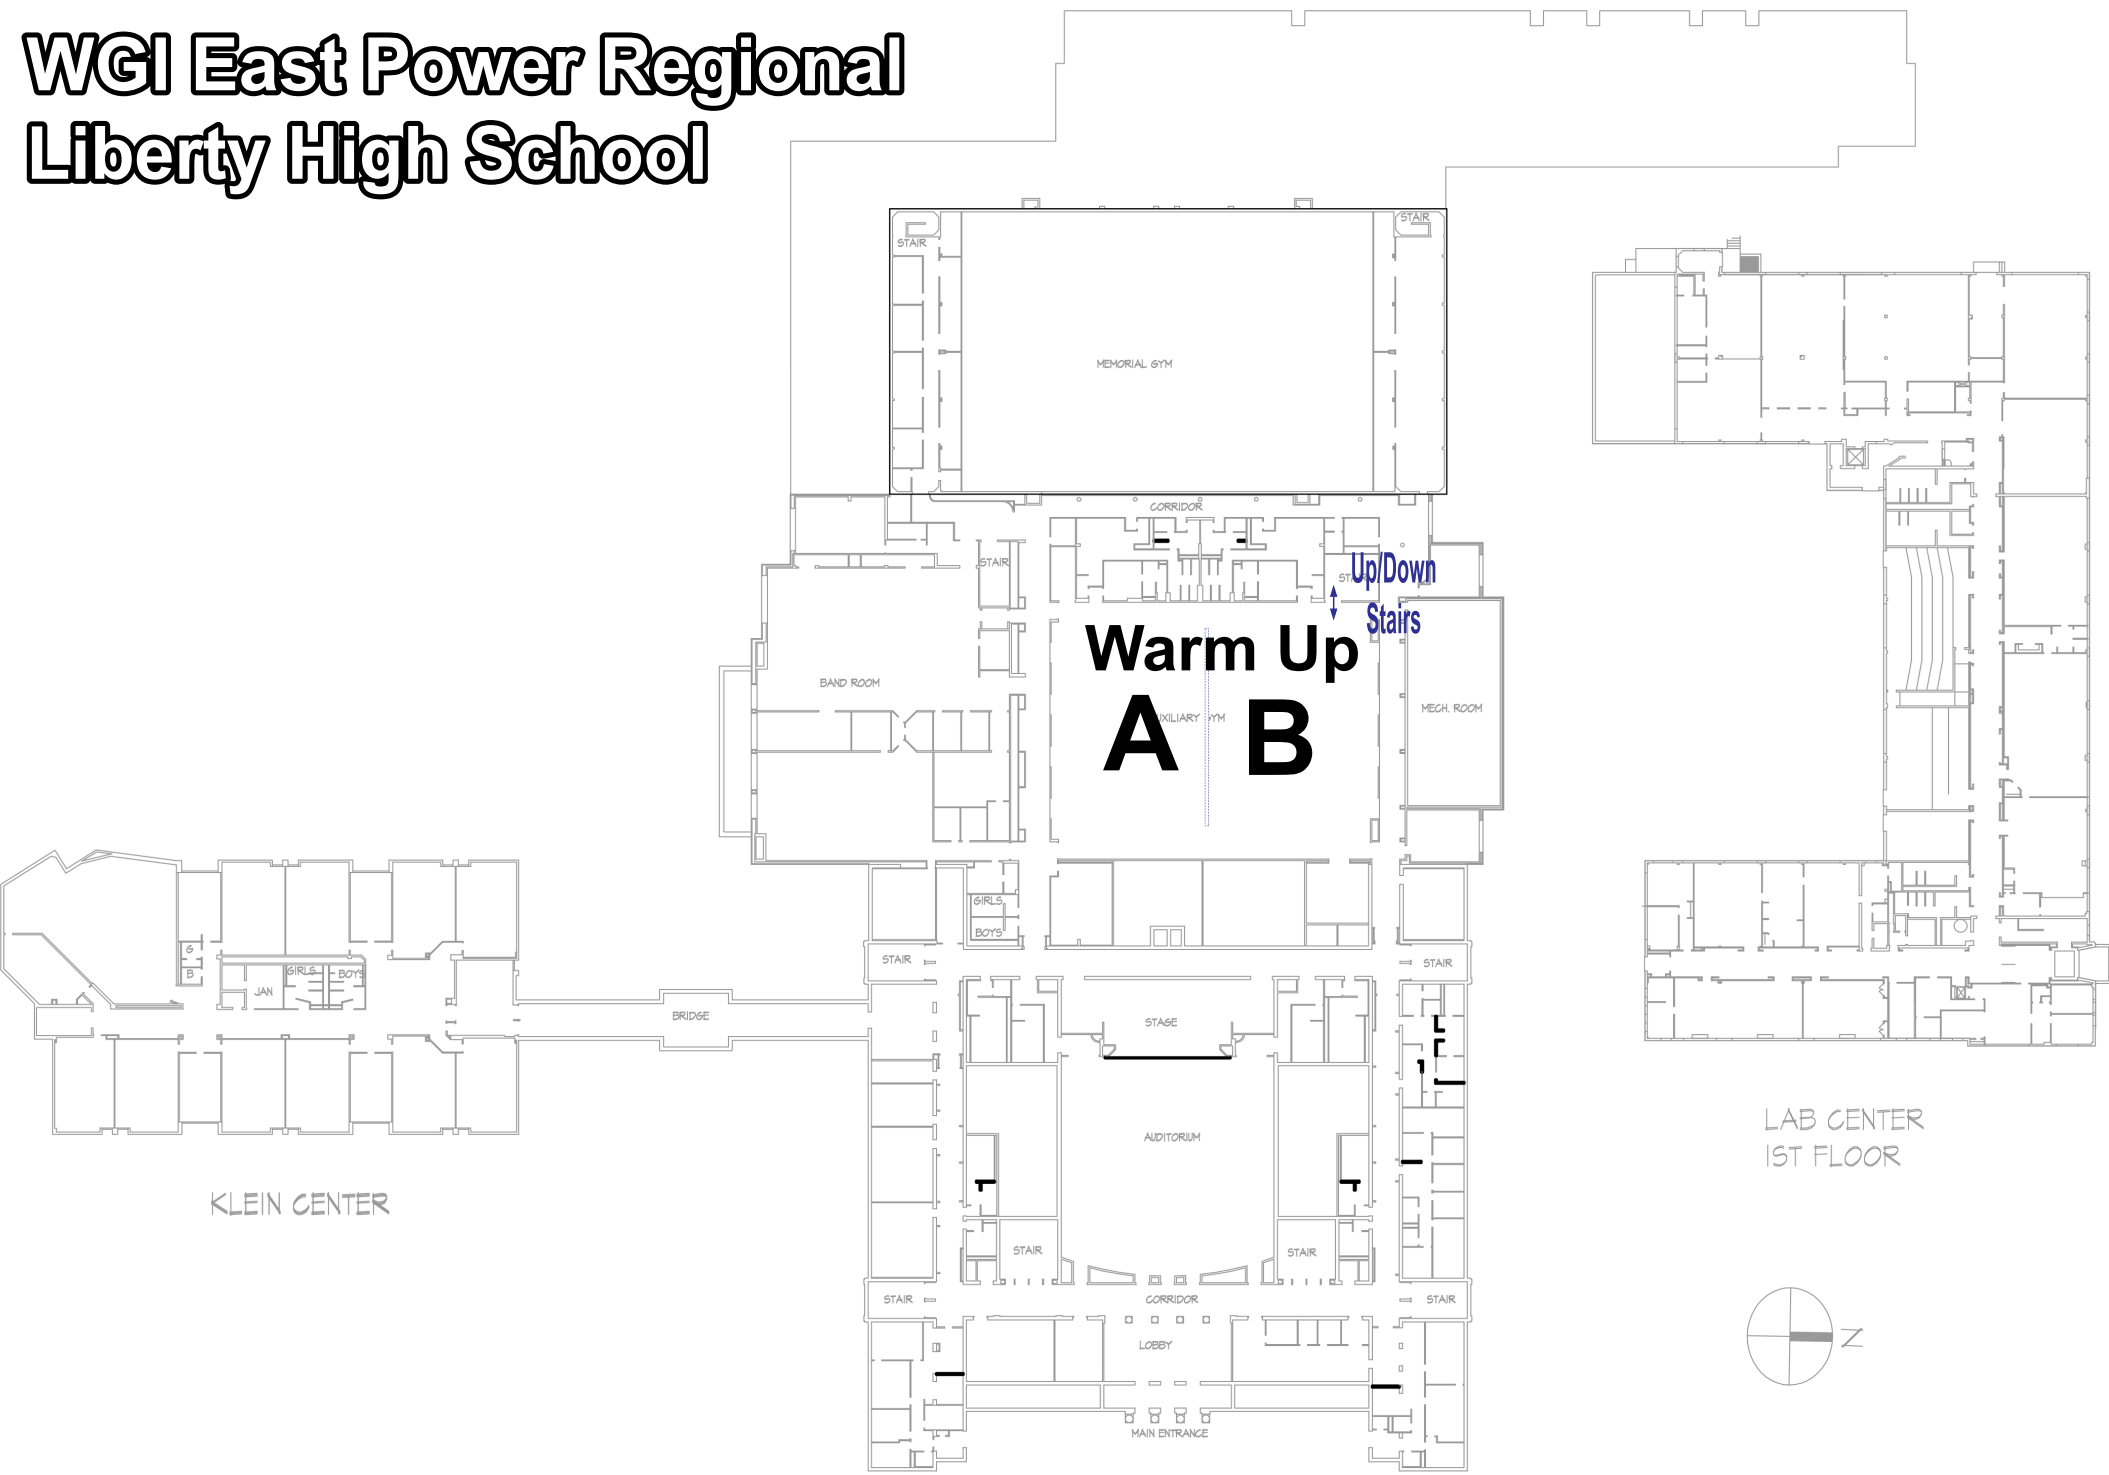 WGI East Power Regional
Liberty High School
STAIR
STAIR
MEMORIAL GYM
CORRIDOR
STAIR
Up/Down
Stairs
Warm Up
A B
BAND ROOM
MECH. ROOM
GIRLS
BOYS
STAIR
STAIR
G
B
GIRLS
BOYS
JAN
BRIDGE
STAGE
AUDITORIUM
LAB CENTER
1ST FLOOR
KLEIN CENTER
STAIR
STAIR
STAIR
CORRIDOR
STAIR
LOBBY
N
MAIN ENTRANCE